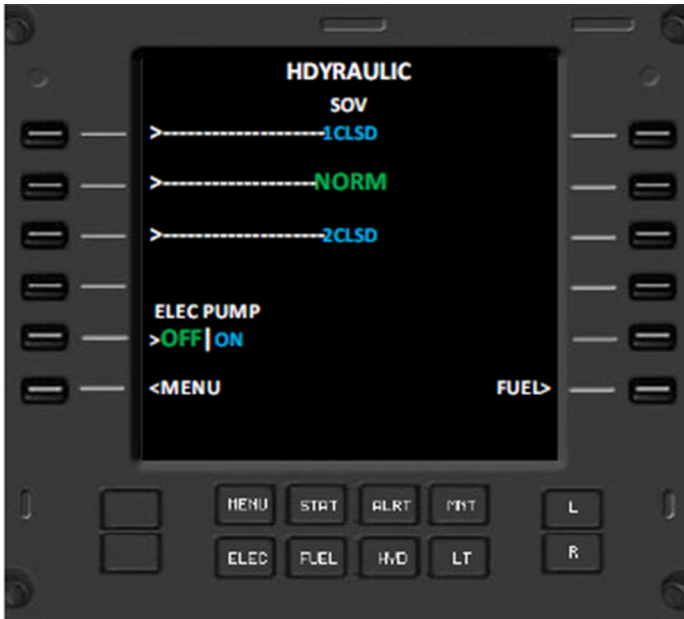 HDYRAULIC
SOV
>--------------------1CLSD
>-------------------NORM
>--------------------2CLSD
ELEC PUMP
>OFF|ON
<MENU FUEL>
MENU STAT ALRT MNT L
ELEC FUEL HYD LT R